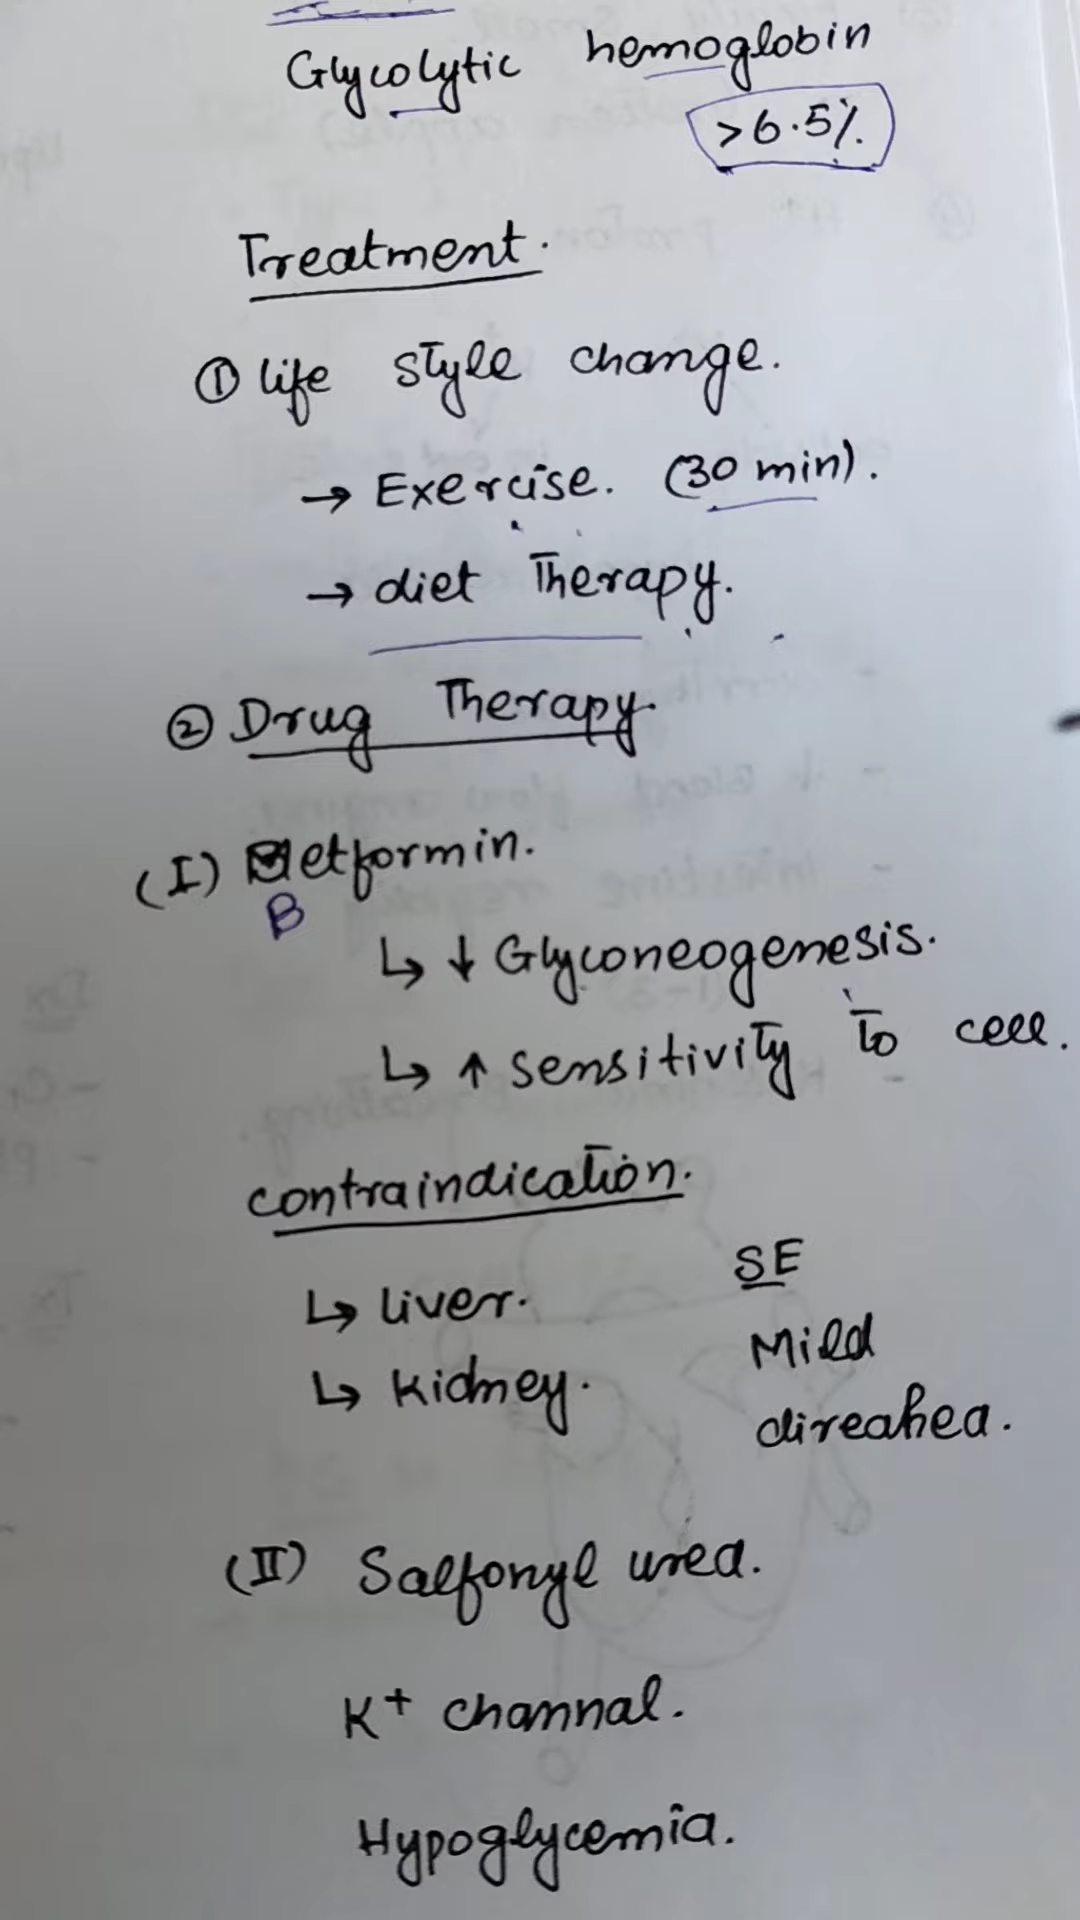 Glycolytic hemoglobin
>6.5%
Treatment.
① life style change.
→ Exercise. (30 min).
→ diet Therapy.
② Drug Therapy.
(I) Metformin.
B
↳ ↓ Glyconeogenesis.
↳ ↑ sensitivity To cell.
contraindication.
↳ liver.
↳ kidney.
SE
Mild
direahea.
(II) Salfonyl urea.
K+ channal.
Hypoglycemia.